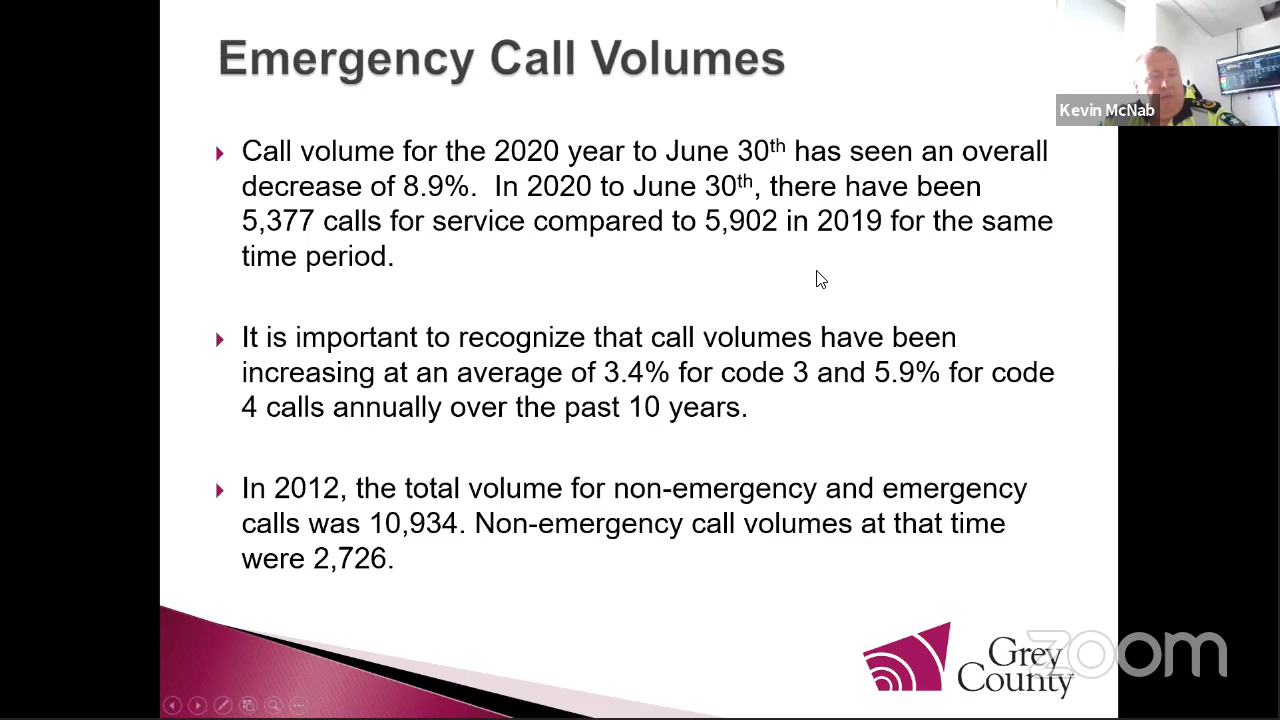 Emergency Call Volumes
Kevin McNab
Call volume for the 2020 year to June 30th has seen an overall
decrease of 8.9%. In 2020 to June 30th, there have been
5,377 calls for service compared to 5,902 in 2019 for the same
time period.
It is important to recognize that call volumes have been
increasing at an average of 3.4% for code 3 and 5.9% for code
4 calls annually over the past 10 years.
In 2012, the total volume for non-emergency and emergency
calls was 10,934. Non-emergency call volumes at that time
were 2,726.
Grey
County
zoom